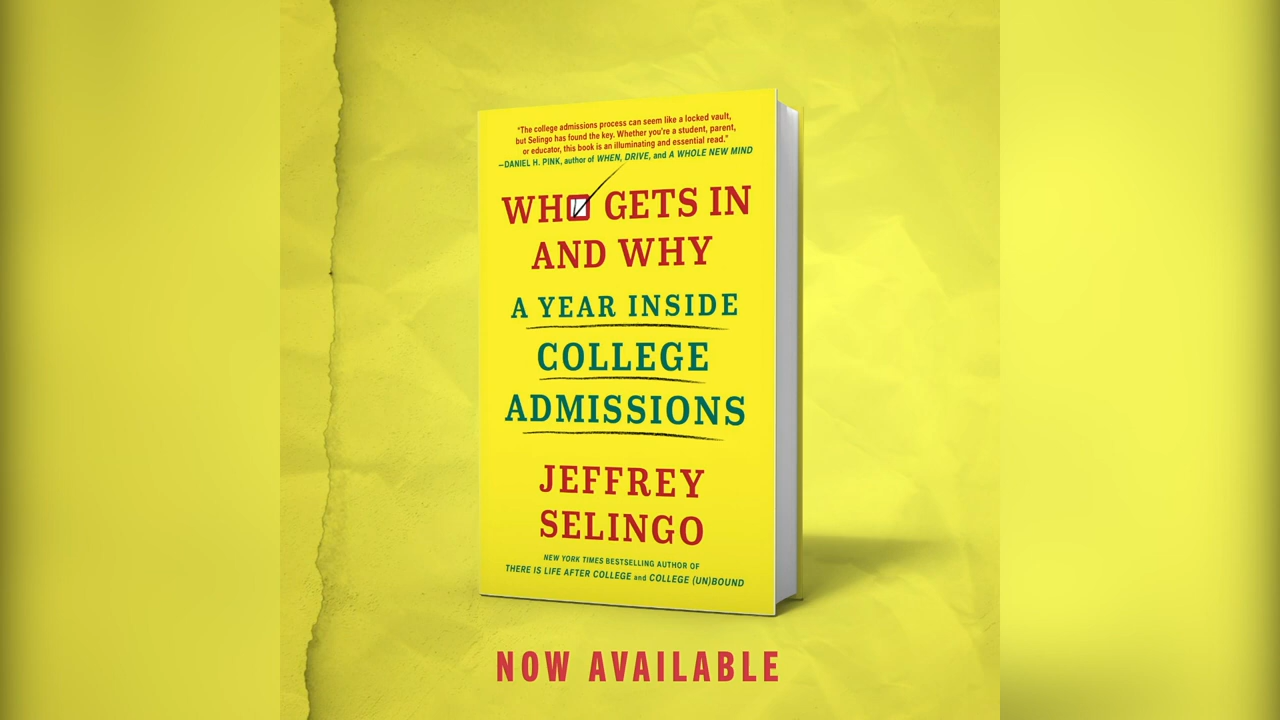 "The college admissions process can seem like a locked vault,
but Selingo has found the key. Whether you're a student, parent,
or educator, this book is an illuminating and essential read."
—DANIEL H. PINK, author of WHEN, DRIVE, and A WHOLE NEW MIND
WHO GETS IN
AND WHY
A YEAR INSIDE
COLLEGE
ADMISSIONS
JEFFREY
SELINGO
NEW YORK TIMES BESTSELLING AUTHOR OF
THERE IS LIFE AFTER COLLEGE and COLLEGE (UN)BOUND
NOW AVAILABLE